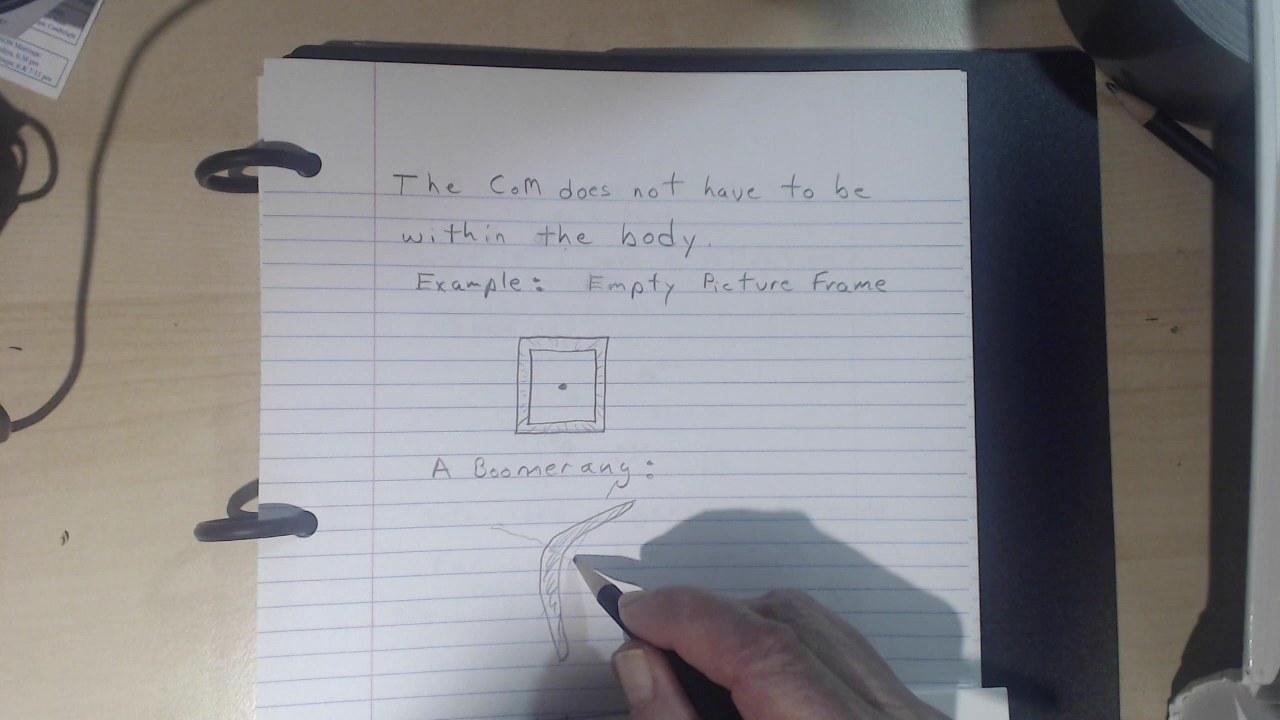 The CoM does not have to be
within the body.
Example: Empty Picture Frame
A Boomerang: